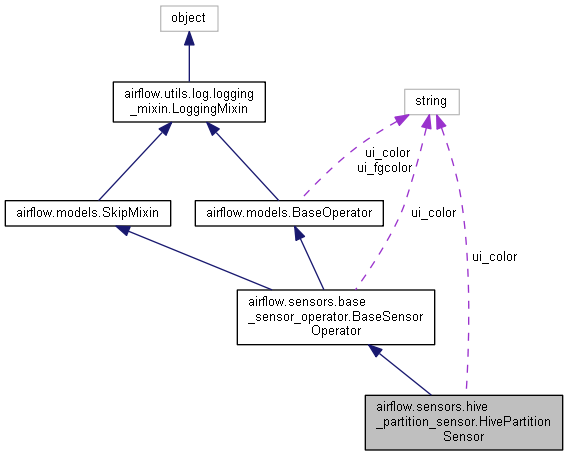 object
airflow.utils.log.logging
_mixin.LoggingMixin
string
ui_color
ui_fgcolor
airflow.models.SkipMixin
airflow.models.BaseOperator
ui_color
ui_color
airflow.sensors.base
_sensor_operator.BaseSensor
Operator
airflow.sensors.hive
_partition_sensor.HivePartition
Sensor